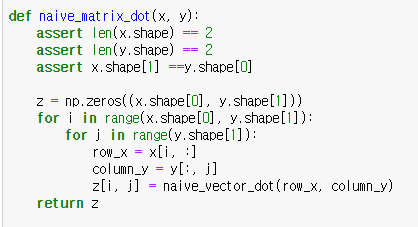 def naive_matrix_dot(x, y):
    assert len(x.shape) == 2
    assert len(y.shape) == 2
    assert x.shape[1] ==y.shape[0]

    z = np.zeros((x.shape[0], y.shape[1]))
    for i in range(x.shape[0], y.shape[1]):
        for j in range(y.shape[1]):
            row_x = x[i, :]
            column_y = y[:, j]
            z[i, j] = naive_vector_dot(row_x, column_y)
    return z